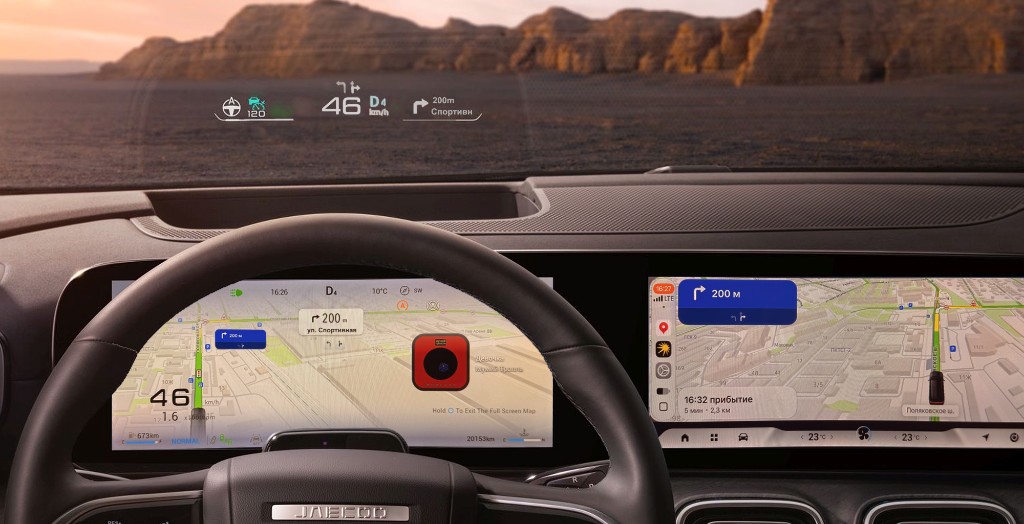 120
46
D4
km/h
200m
Спортивн
16:26
D4
10°C
SW
200 м
200 м
ул. Спортивная
46
km/h
1.6
673km
Hold O To Exit The Full Screen Map
20153km
JAECOO
16:27
LTE
200 м
16:32 прибытие
5 мин • 2,3 км
Поляковское ш.
23°C
23°C
R